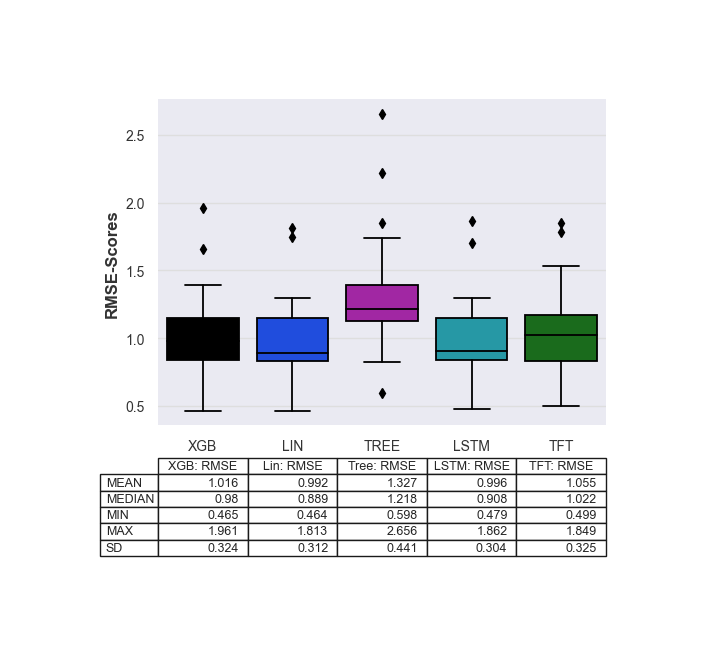 RMSE-Scores
2.5
2.0
1.5
1.0
0.5
XGB LIN TREE LSTM TFT
XGB: RMSE Lin: RMSE Tree: RMSE LSTM: RMSE TFT: RMSE
MEAN 1.016 0.992 1.327 0.996 1.055
MEDIAN 0.98 0.889 1.218 0.908 1.022
MIN 0.465 0.464 0.598 0.479 0.499
MAX 1.961 1.813 2.656 1.862 1.849
SD 0.324 0.312 0.441 0.304 0.325